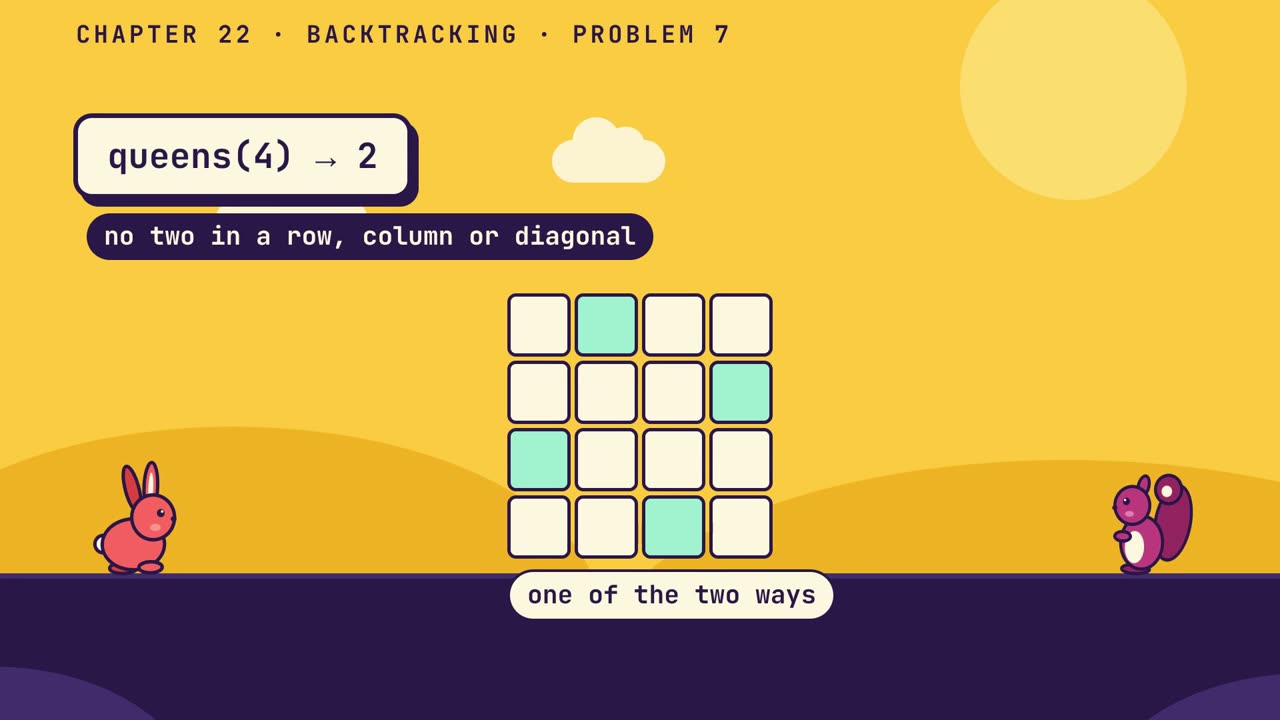 CHAPTER 22 · BACKTRACKING · PROBLEM 7
queens(4) → 2
no two in a row, column or diagonal
one of the two ways